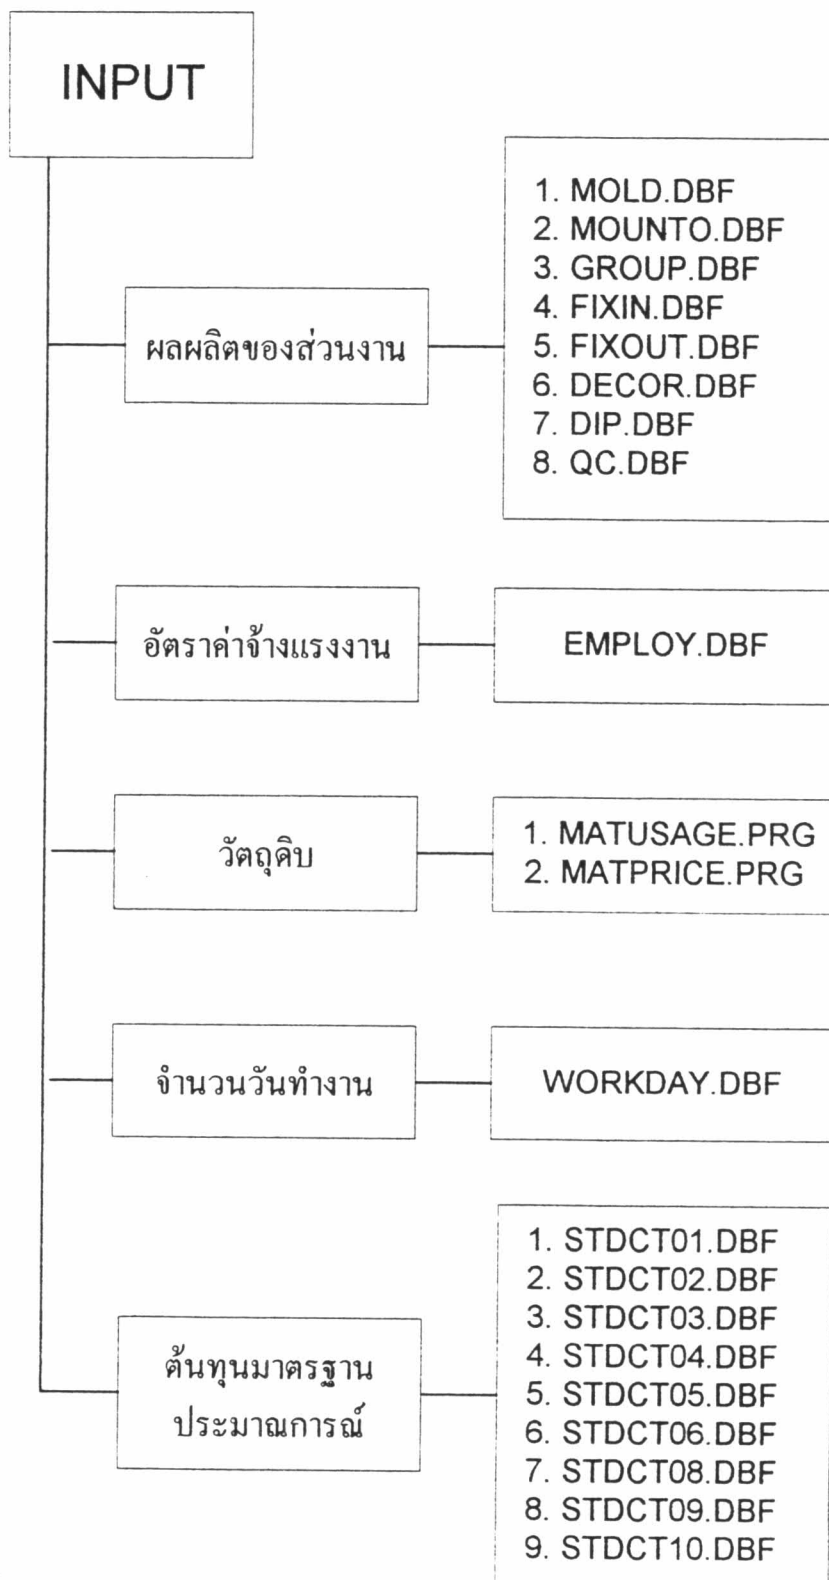 INPUT
ผลผลิตของส่วนงาน
1. MOLD.DBF
2. MOUNTO.DBF
3. GROUP.DBF
4. FIXIN.DBF
5. FIXOUT.DBF
6. DECOR.DBF
7. DIP.DBF
8. QC.DBF
อัตราค่าจ้างแรงงาน
EMPLOY.DBF
วัตถุดิบ
1. MATUSAGE.PRG
2. MATPRICE.PRG
จำนวนวันทำงาน
WORKDAY.DBF
ต้นทุนมาตรฐาน
ประมาณการณ์
1. STDCT01.DBF
2. STDCT02.DBF
3. STDCT03.DBF
4. STDCT04.DBF
5. STDCT05.DBF
6. STDCT06.DBF
7. STDCT08.DBF
8. STDCT09.DBF
9. STDCT10.DBF